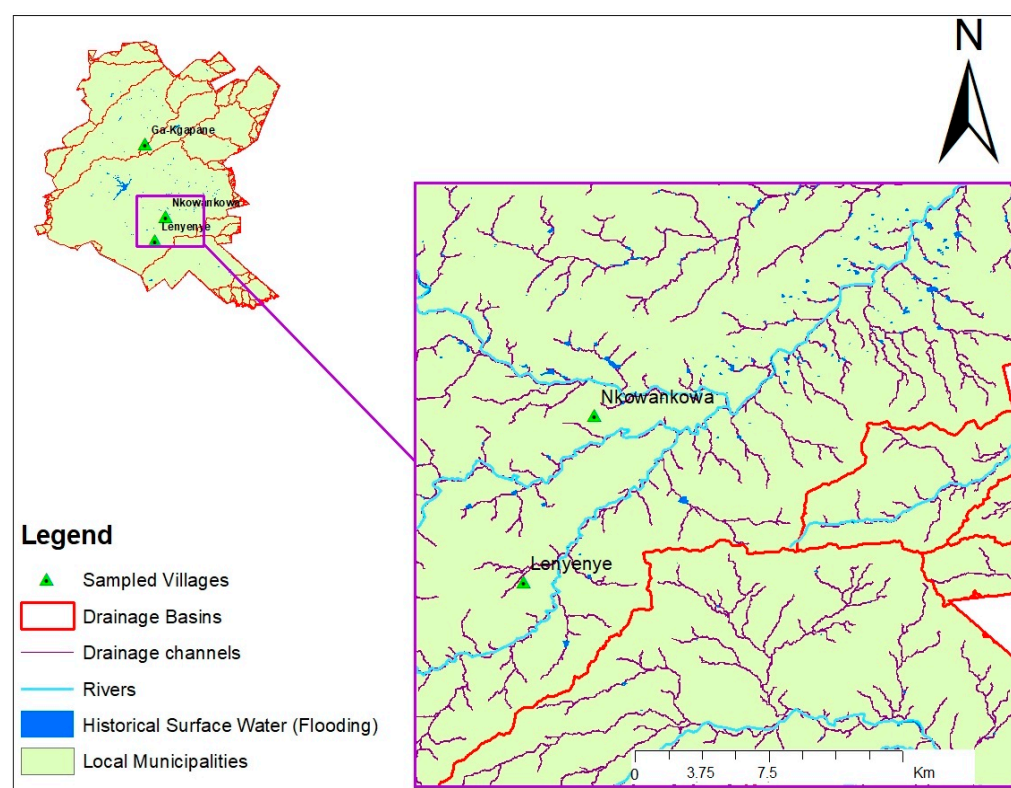 N
Ga-Kgapane
Nkowankowa
Lenyenye
Nkowankowa
Lenyenye
Legend
Sampled Villages
Drainage Basins
Drainage channels
Rivers
Historical Surface Water (Flooding)
Local Municipalities
0 3.75 7.5 Km